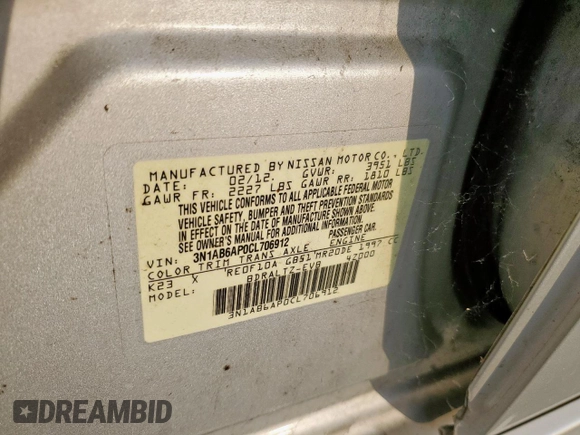 MANUFACTURED BY NISSAN MOTOR CO., LTD.
DATE: 02/12. GVWR: 3951 LBS
GAWR FR: 2227 LBS GAWR RR: 1810 LBS
THIS VEHICLE CONFORMS TO ALL APPLICABLE FEDERAL MOTOR
VEHICLE SAFETY, BUMPER AND THEFT PREVENTION STANDARDS
IN EFFECT ON THE DATE OF MANUFACTURE SHOWN ABOVE.
SEE OWNER'S MANUAL FOR ADDITIONAL INFORMATION.
VIN: 3N1AB6AP0CL706912 PASSENGER CAR.
COLOR TRIM TRANS AXLE ENGINE
K23 X RE0F10A GB51 MR20DE 1997 CC
MODEL: BDRALTZ-EVB 42000
3N1AB6AP0CL706912
DREAMBID